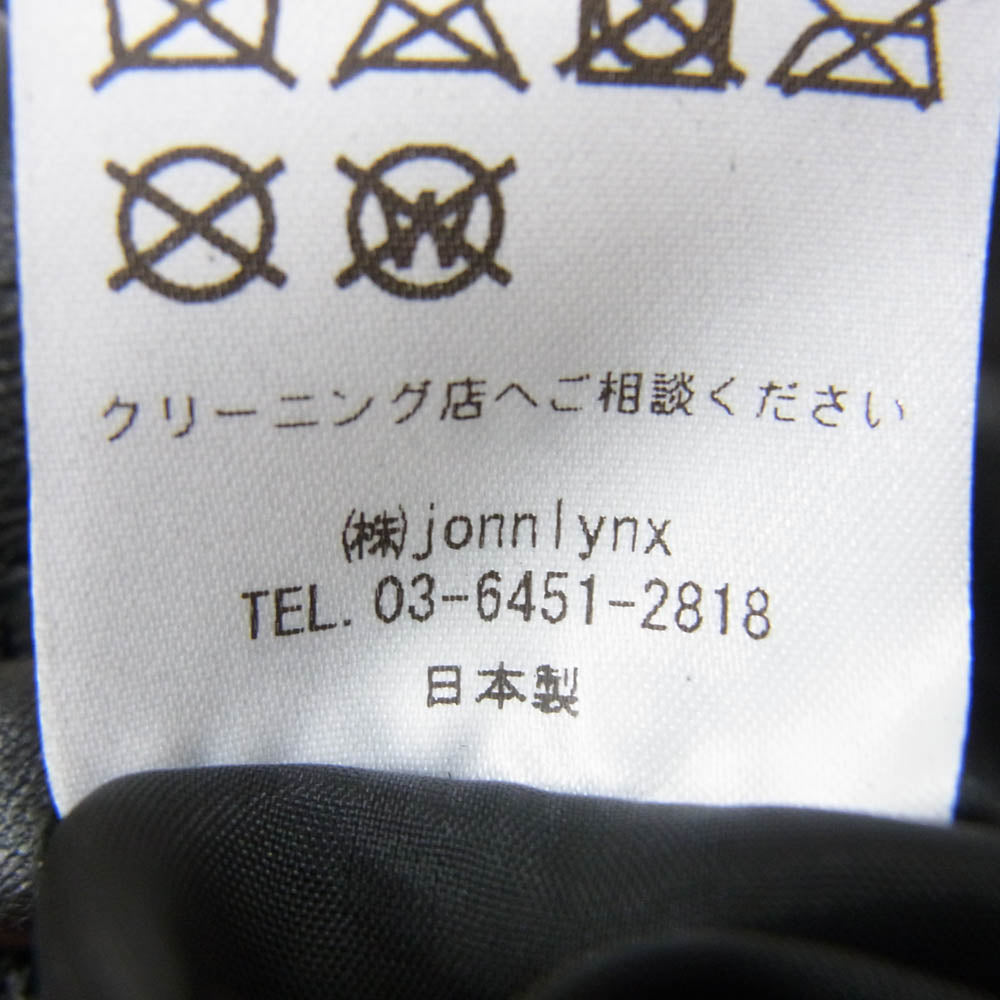 W
クリーニング店へご相談ください
(株)jonnlynx
TEL. 03-6451-2818
日本製